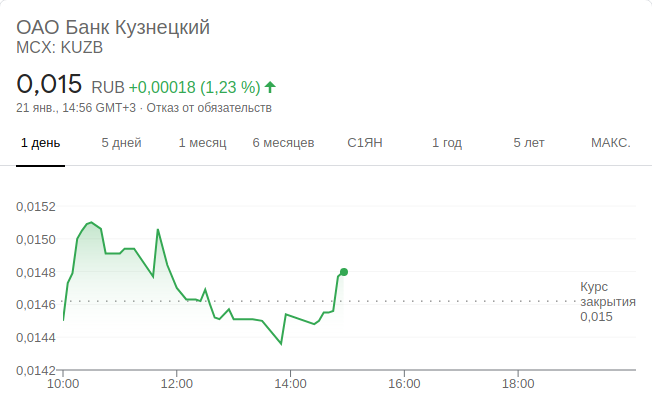 ОАО Банк Кузнецкий
MCX: KUZB
0,015 RUB +0,00018 (1,23 %)
21 янв., 14:56 GMT+3 · Отказ от обязательств
1 день 5 дней 1 месяц 6 месяцев С1ЯН 1 год 5 лет МАКС.
0,0152
0,0150
0,0148
0,0146
0,0144
0,0142
Курс
закрытия
0,015
10:00 12:00 14:00 16:00 18:00